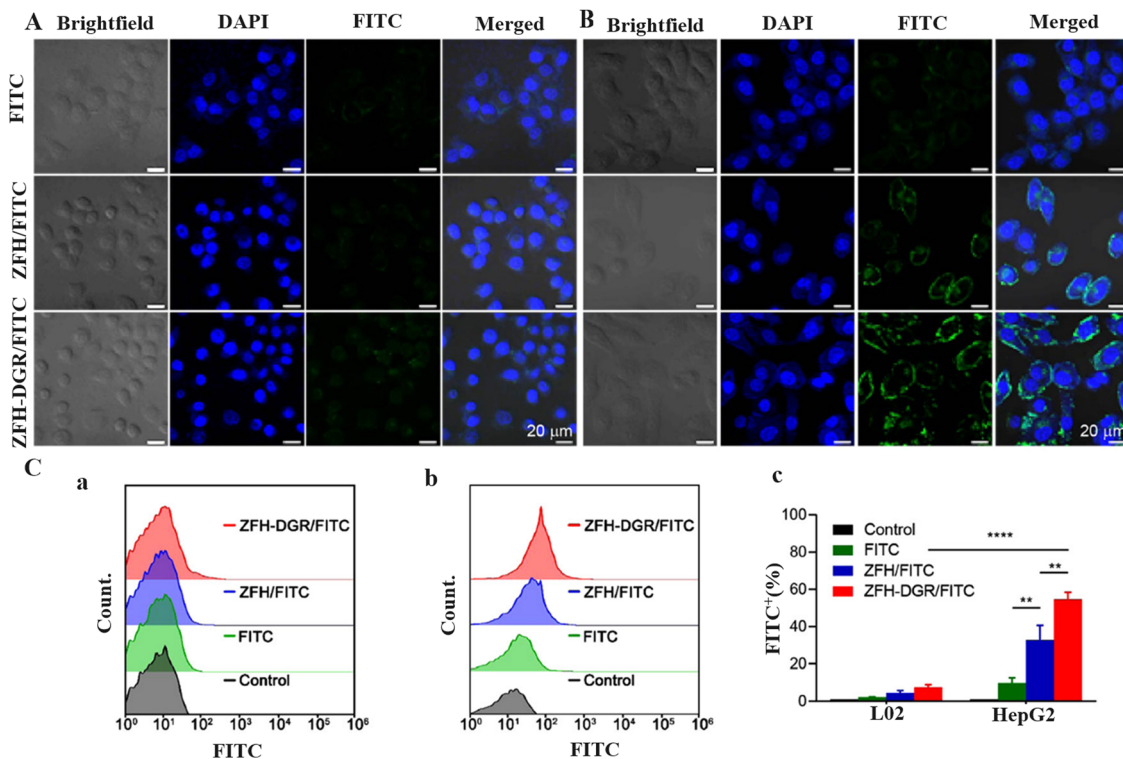 A
Brightfield DAPI FITC Merged
B
Brightfield DAPI FITC Merged
FITC
ZFH/FITC
ZFH-DGR/FITC
20 μm
20 μm
C
a
ZFH-DGR/FITC
ZFH/FITC
FITC
Control
Count.
10⁰ 10¹ 10² 10³ 10⁴ 10⁵ 10⁶
FITC
b
ZFH-DGR/FITC
ZFH/FITC
FITC
Control
Count.
10⁰ 10¹ 10² 10³ 10⁴ 10⁵ 10⁶
FITC
c
100
80
60
40
20
0
FITC⁺(%)
Control
FITC
ZFH/FITC
ZFH-DGR/FITC
****
**
**
L02 HepG2